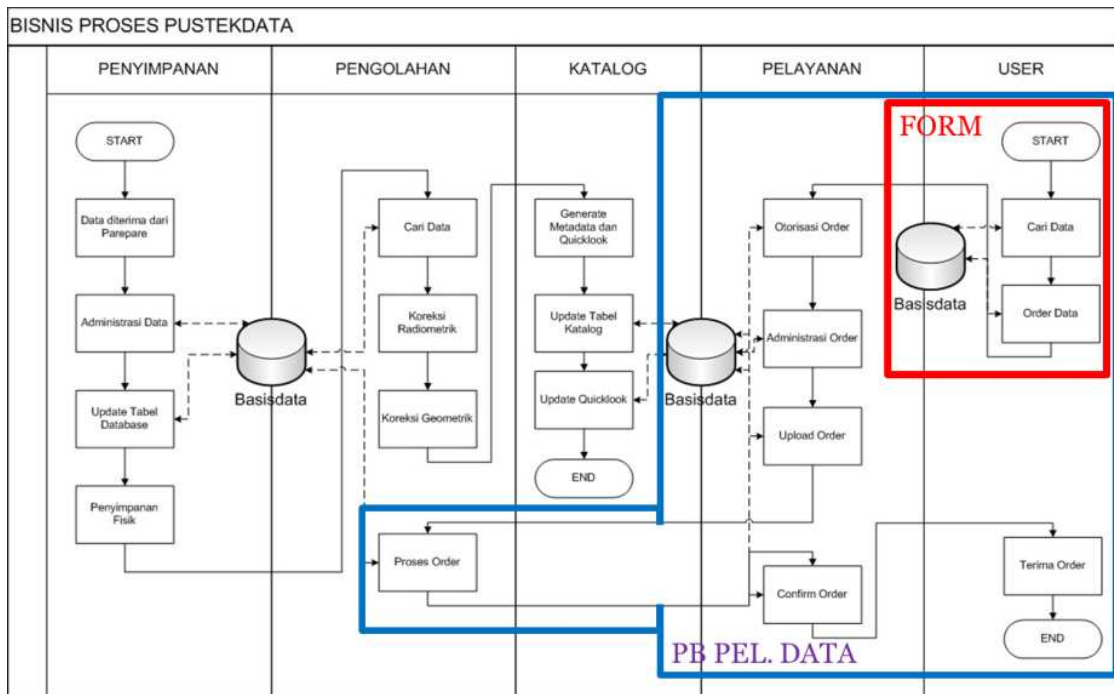 BISNIS PROSES PUSTEKDATA
PENYIMPANAN
PENGOLAHAN
KATALOG
PELAYANAN
USER
START
Data diterima dari
Parepare
Administrasi Data
Update Tabel
Database
Penyimpanan
Fisik
Basisdata
Cari Data
Koreksi
Radiometrik
Koreksi Geometrik
Proses Order
Generate
Metadata dan
Quicklook
Update Tabel
Katalog
Update Quicklook
END
Basisdata
Otorisasi Order
Administrasi Order
Upload Order
Confirm Order
FORM
START
Cari Data
Order Data
Basisdata
Terima Order
END
PB PEL. DATA